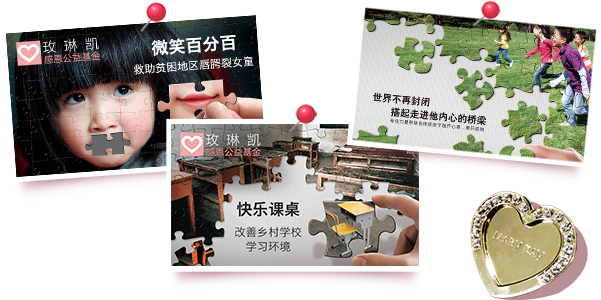 玫琳凯
感恩公益基金
微笑百分百
救助贫困地区唇腭裂女童
世界不再封闭
搭起走进他内心的桥梁
玫琳凯
感恩公益基金
快乐课桌
改善乡村学校
学习环境
MARY KAY